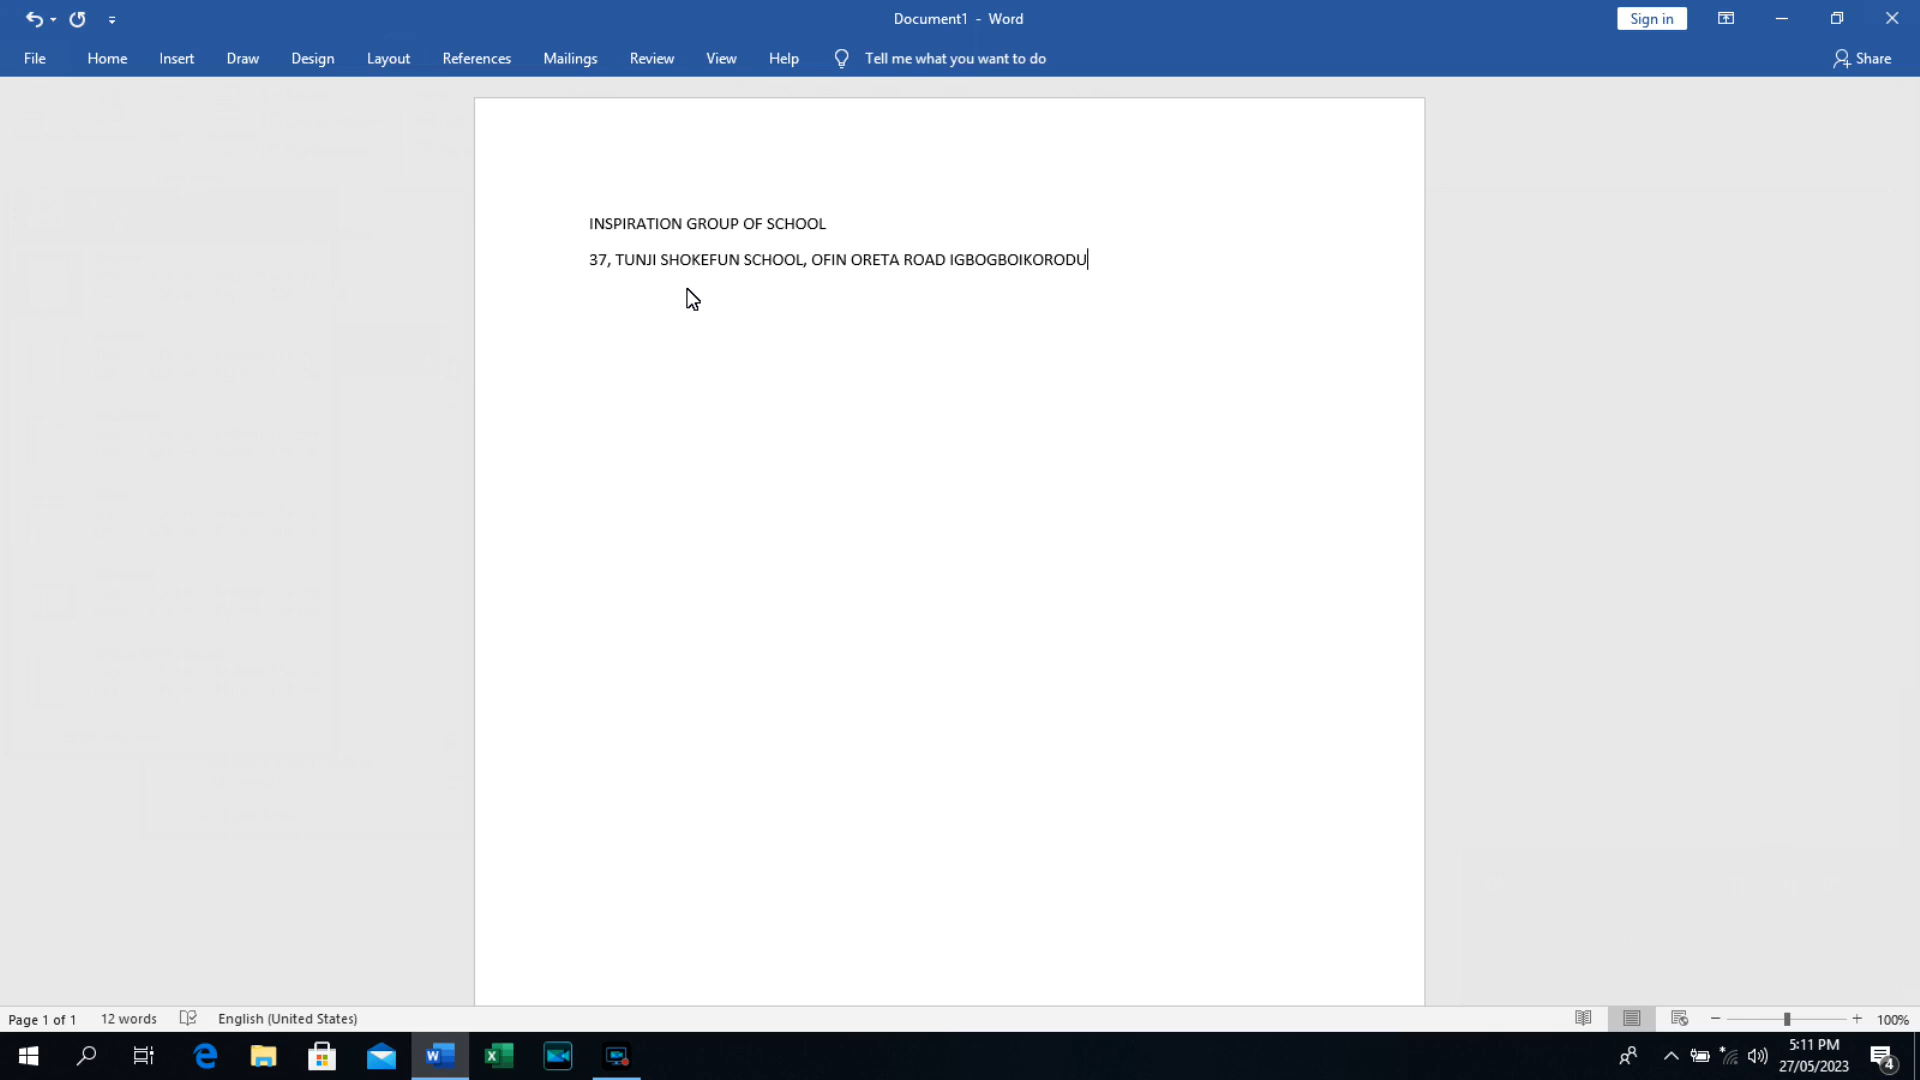 Document1 - Word
Sign in
File Home Insert Draw Design Layout References Mailings Review View Help Tell me what you want to do Share
INSPIRATION GROUP OF SCHOOL
37, TUNJI SHOKEFUN SCHOOL, OFIN ORETA ROAD IGBOGBOIKORODU
Page 1 of 1 12 words English (United States) 100%
5:11 PM
27/05/2023
4